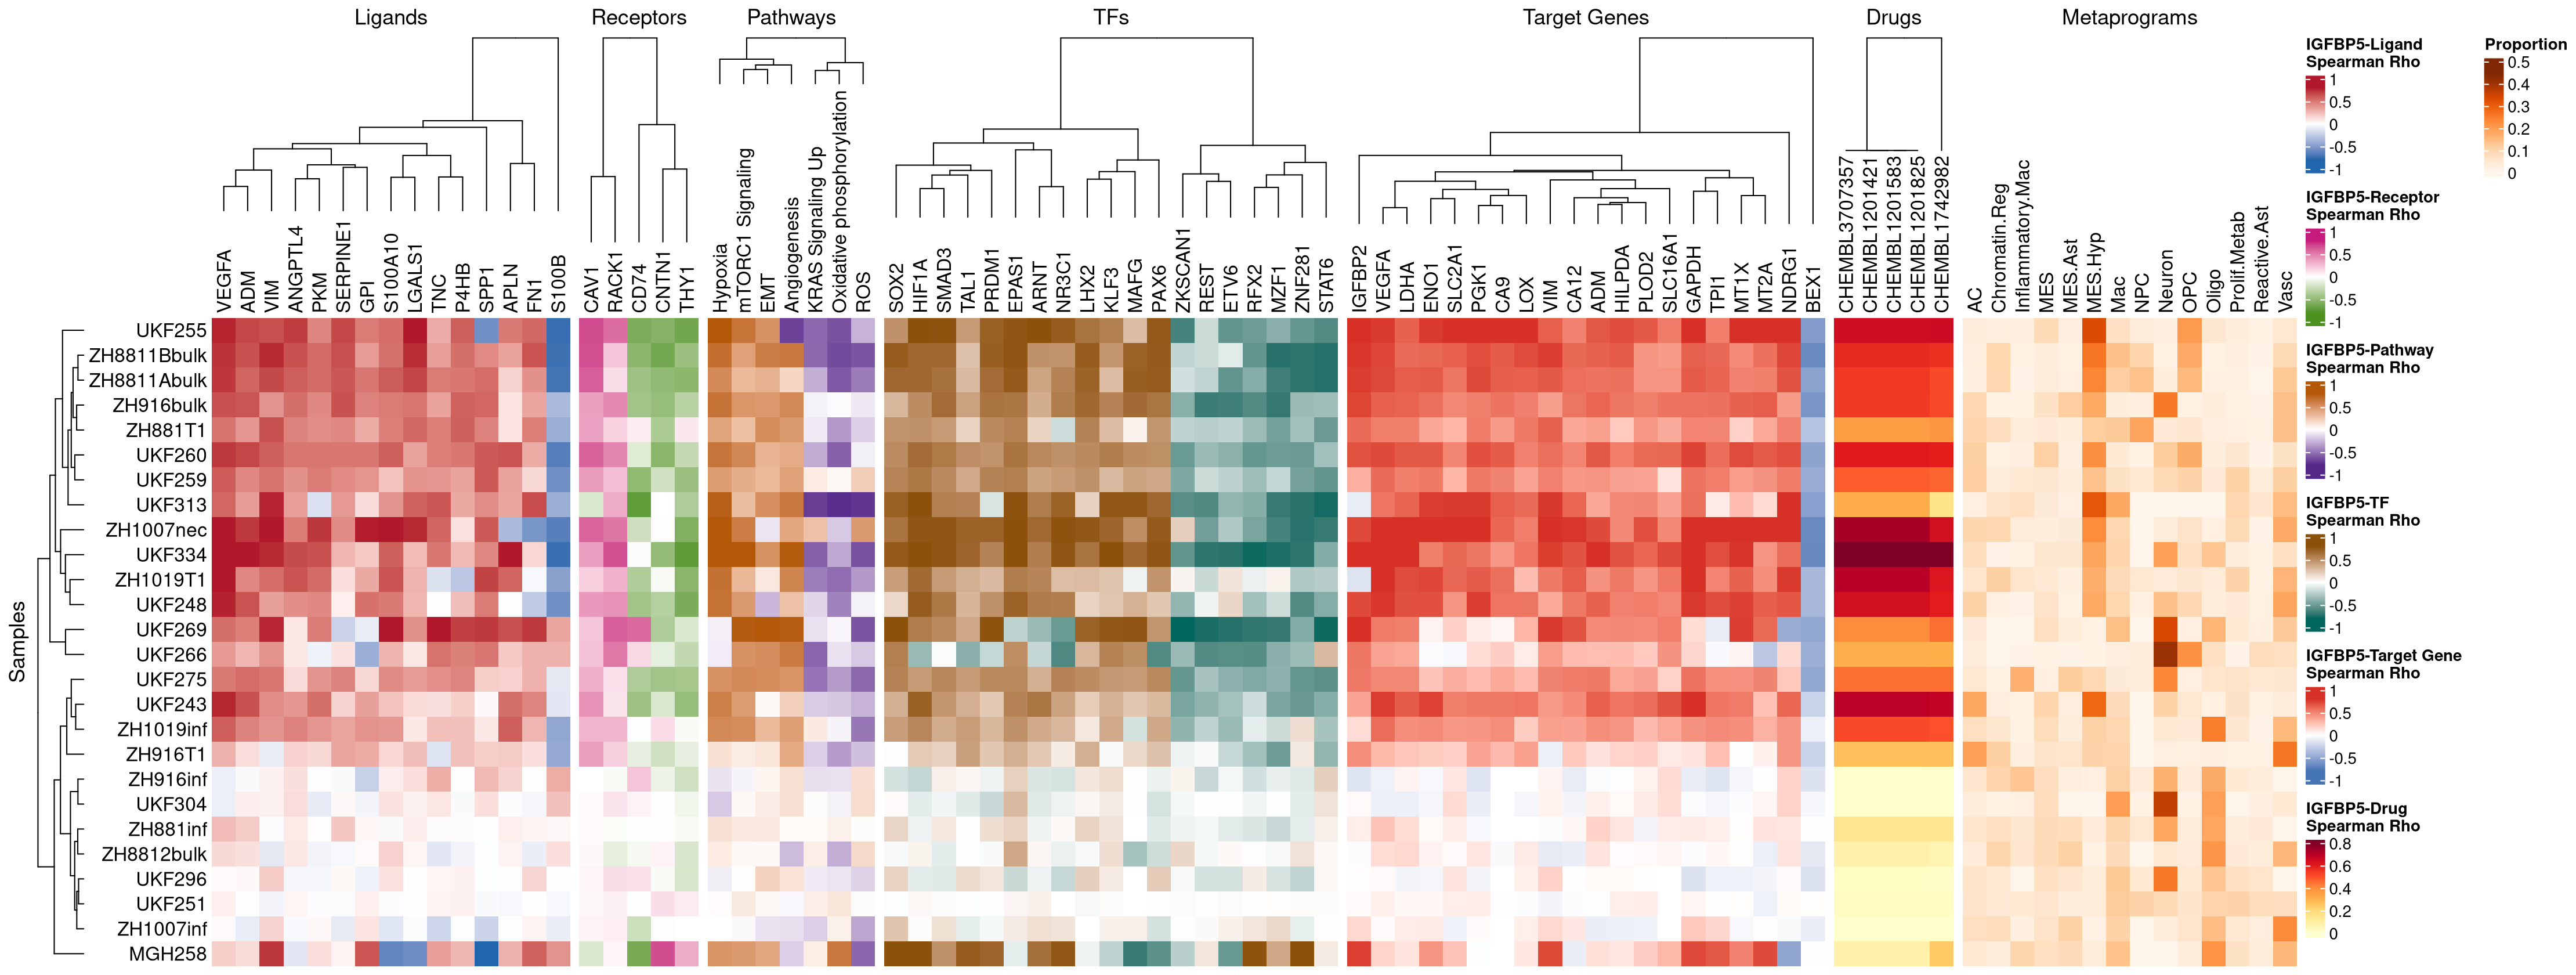 Ligands
Receptors
Pathways
TFs
Target Genes
Drugs
Metaprograms
VEGFA
ADM
VIM
ANGPTL4
PKM
SERPINE1
GPI
S100A10
LGALS1
TNC
P4HB
SPP1
APLN
FN1
S100B
CAV1
RACK1
CD74
CNTN1
THY1
Hypoxia
mTORC1 Signaling
EMT
Angiogenesis
KRAS Signaling Up
Oxidative phosphorylation
ROS
SOX2
HIF1A
SMAD3
TAL1
PRDM1
EPAS1
ARNT
NR3C1
LHX2
KLF3
MAFG
PAX6
ZKSCAN1
REST
ETV6
RFX2
MZF1
ZNF281
STAT6
IGFBP2
VEGFA
LDHA
ENO1
SLC2A1
PGK1
CA9
LOX
VIM
CA12
ADM
HILPDA
PLOD2
SLC16A1
GAPDH
TPI1
MT1X
MT2A
NDRG1
BEX1
CHEMBL3707357
CHEMBL1201421
CHEMBL1201583
CHEMBL1201825
CHEMBL1742982
AC
Chromatin.Reg
Inflammatory.Mac
MES
MES.Ast
MES.Hyp
Mac
NPC
Neuron
OPC
Oligo
Prolif.Metab
Reactive.Ast
Vasc
Samples
UKF255
ZH8811Bbulk
ZH8811Abulk
ZH916bulk
ZH881T1
UKF260
UKF259
UKF313
ZH1007nec
UKF334
ZH1019T1
UKF248
UKF269
UKF266
UKF275
UKF243
ZH1019inf
ZH916T1
ZH916inf
UKF304
ZH881inf
ZH8812bulk
UKF296
UKF251
ZH1007inf
MGH258
IGFBP5-Ligand
Spearman Rho
1
0.5
0
-0.5
-1
IGFBP5-Receptor
Spearman Rho
1
0.5
0
-0.5
-1
IGFBP5-Pathway
Spearman Rho
1
0.5
0
-0.5
-1
IGFBP5-TF
Spearman Rho
1
0.5
0
-0.5
-1
IGFBP5-Target Gene
Spearman Rho
1
0.5
0
-0.5
-1
IGFBP5-Drug
Spearman Rho
0.8
0.6
0.4
0.2
0
Proportion
0.5
0.4
0.3
0.2
0.1
0